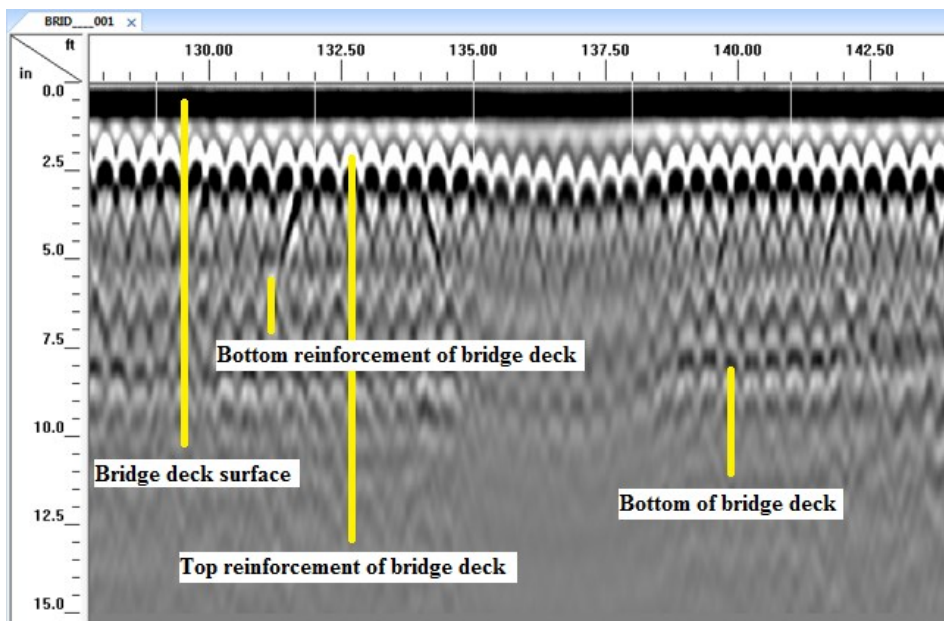 BRID___001 ×
ft
130.00 132.50 135.00 137.50 140.00 142.50
in
0.0
2.5
5.0
7.5
Bottom reinforcement of bridge deck
10.0
Bridge deck surface
Bottom of bridge deck
12.5
Top reinforcement of bridge deck
15.0